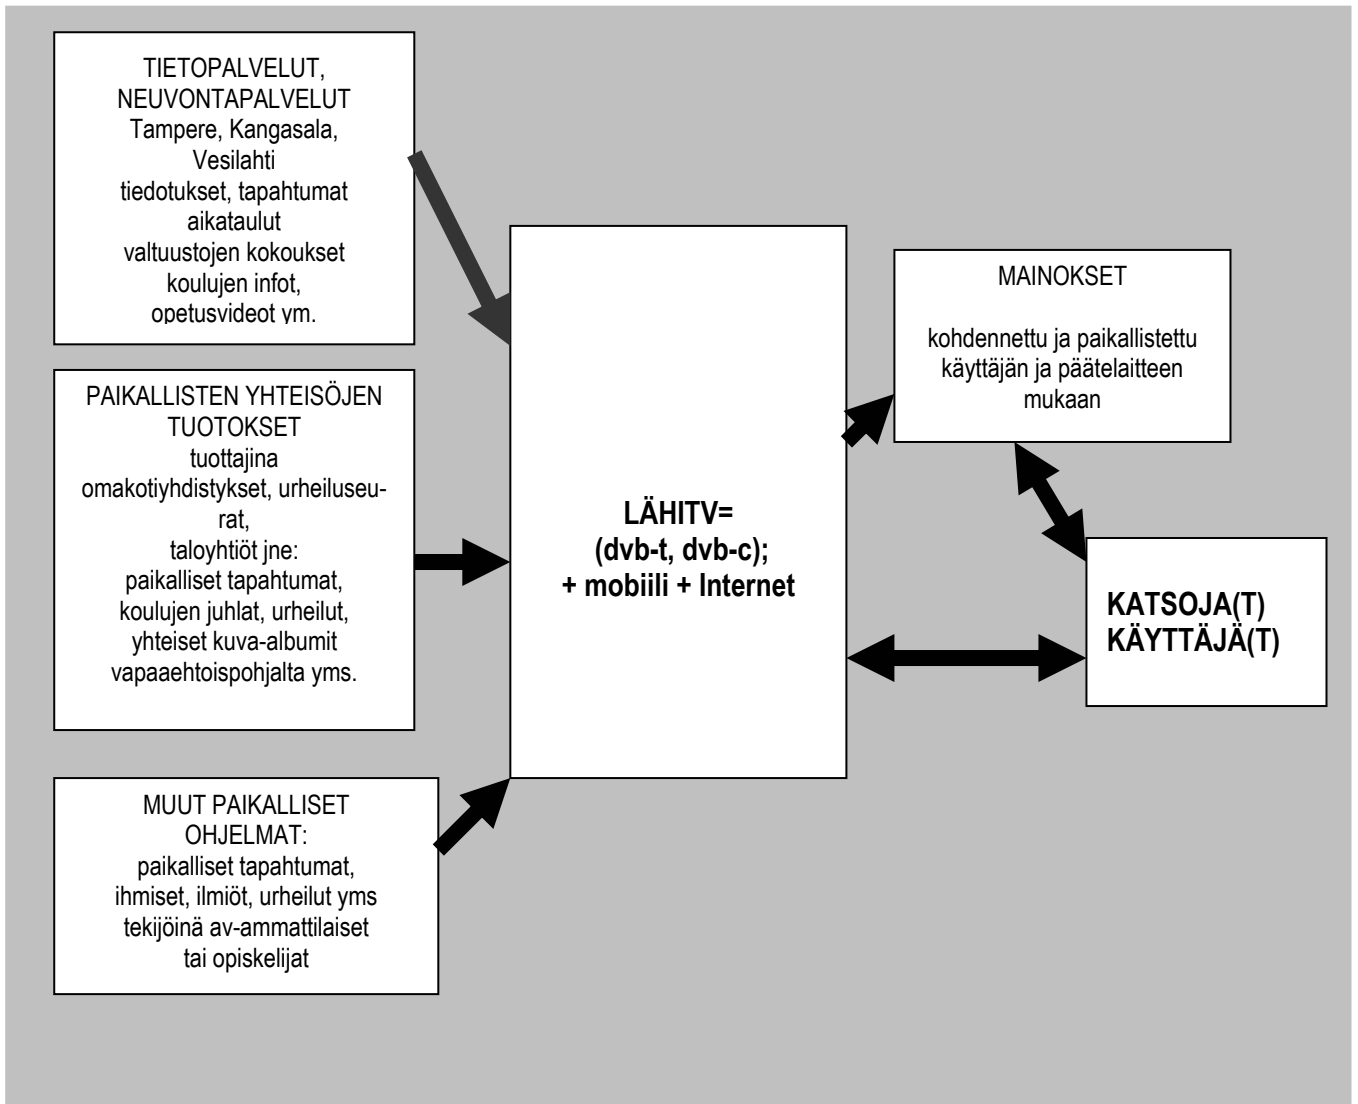 TIETOPALVELUT,
NEUVONTAPALVELUT
Tampere, Kangasala,
Vesilahti
tiedotukset, tapahtumat
aikataulut
valtuustojen kokoukset
koulujen infot,
opetusvideot ym.
PAIKALLISTEN YHTEISÖJEN
TUOTOKSET
tuottajina
omakotiyhdistykset, urheiluseu-
rat,
taloyhtiöt jne:
paikalliset tapahtumat,
koulujen juhlat, urheilut,
yhteiset kuva-albumit
vapaaehtoispohjalta yms.
MUUT PAIKALLISET
OHJELMAT:
paikalliset tapahtumat,
ihmiset, ilmiöt, urheilut yms
tekijöinä av-ammattilaiset
tai opiskelijat
LÄHITV=
(dvb-t, dvb-c);
+ mobiili + Internet
MAINOKSET
kohdennettu ja paikallistettu
käyttäjän ja päätelaitteen
mukaan
KATSOJA(T)
KÄYTTÄJÄ(T)